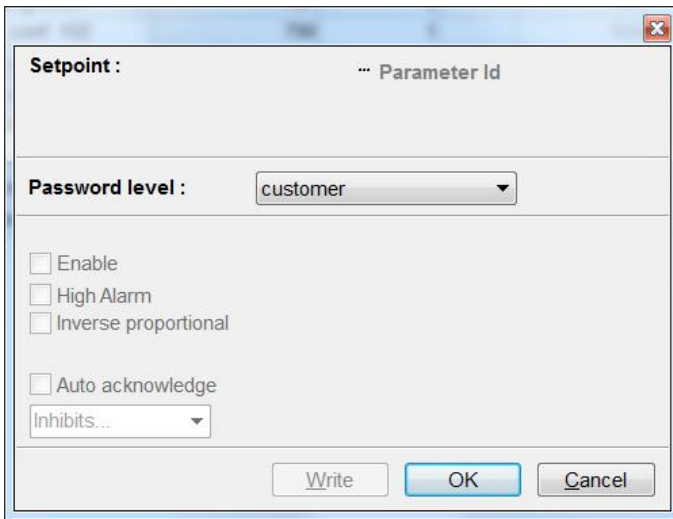 Setpoint :
... Parameter Id
Password level :
customer
Enable
High Alarm
Inverse proportional
Auto acknowledge
Inhibits...
Write
OK
Cancel